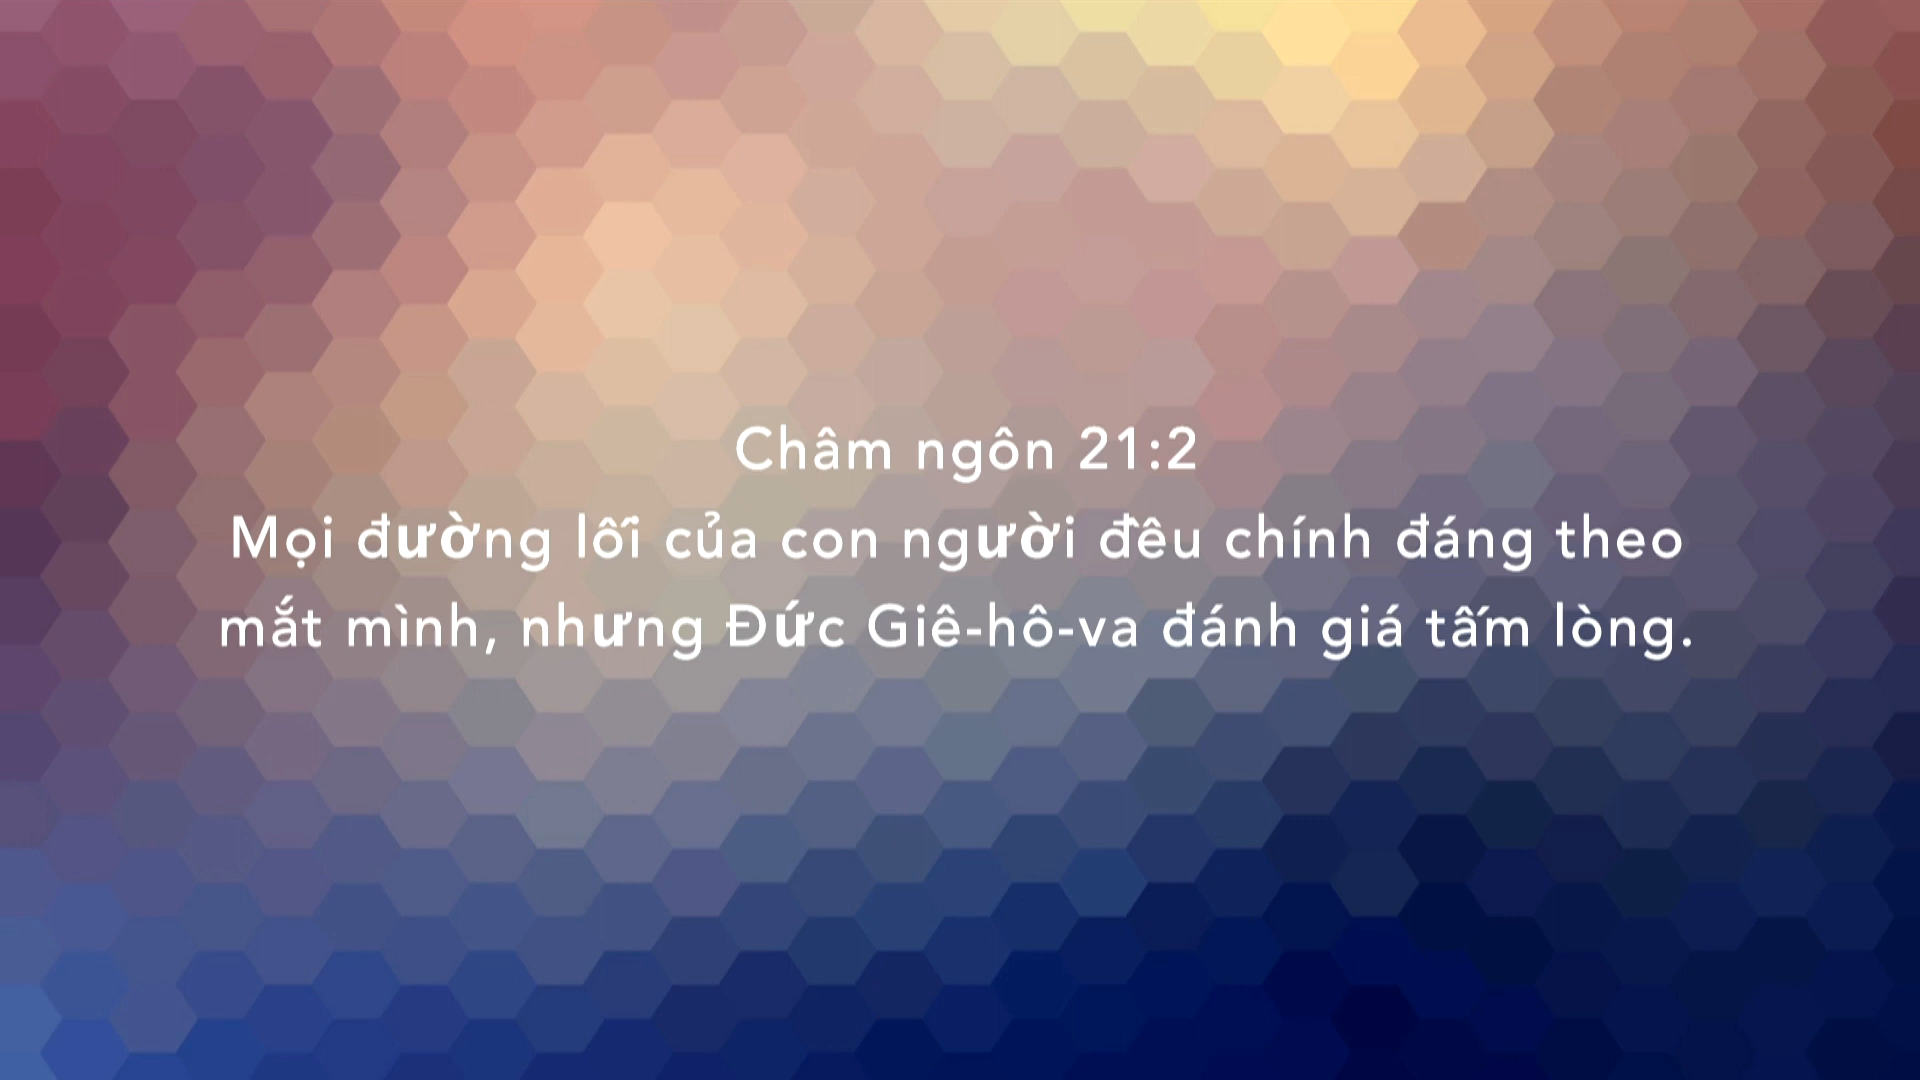 Châm ngôn 21:2
Mọi đường lối của con người đều chính đáng theo
mắt mình, nhưng Đức Giê-hô-va đánh giá tấm lòng.